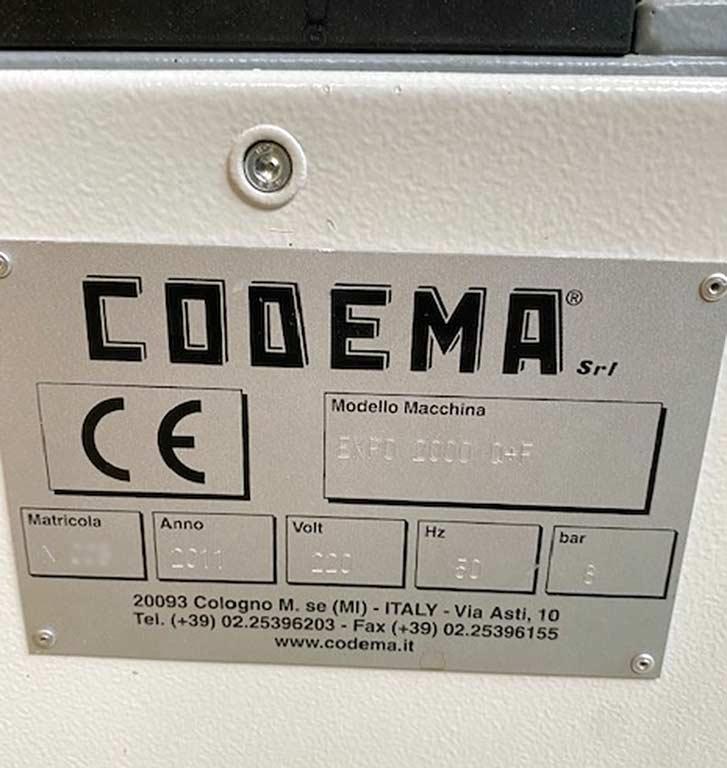 CODEMA® Srl
CE
Modello Macchina
EXPO 2000 Q+F
Matricola
N
Anno
2011
Volt
220
Hz
50
bar
6
20093 Cologno M. se (MI) - ITALY - Via Asti, 10
Tel. (+39) 02.25396203 - Fax (+39) 02.25396155
www.codema.it